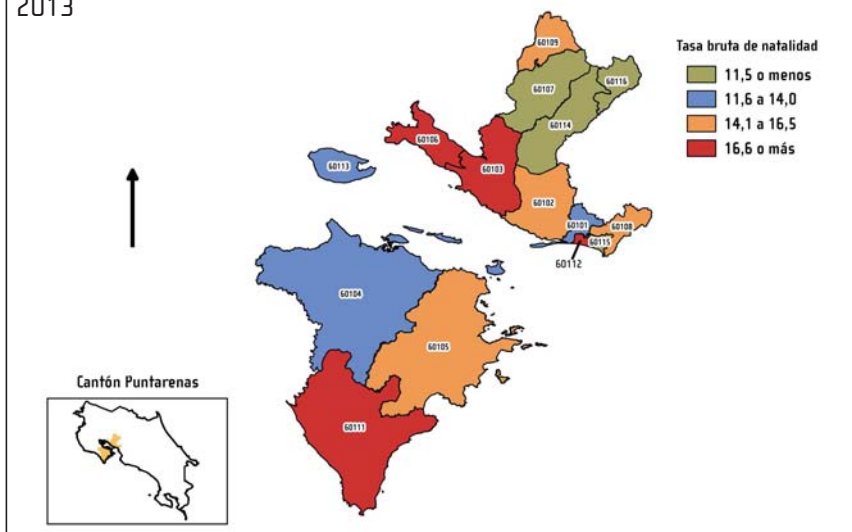 2013
Tasa bruta de natalidad
11,5 o menos
11,6 a 14,0
14,1 a 16,5
16,6 o más
60109
60107
60116
60114
60106
60103
60113
60102
60101
60108
60115
60112
60104
60105
60111
Cantón Puntarenas